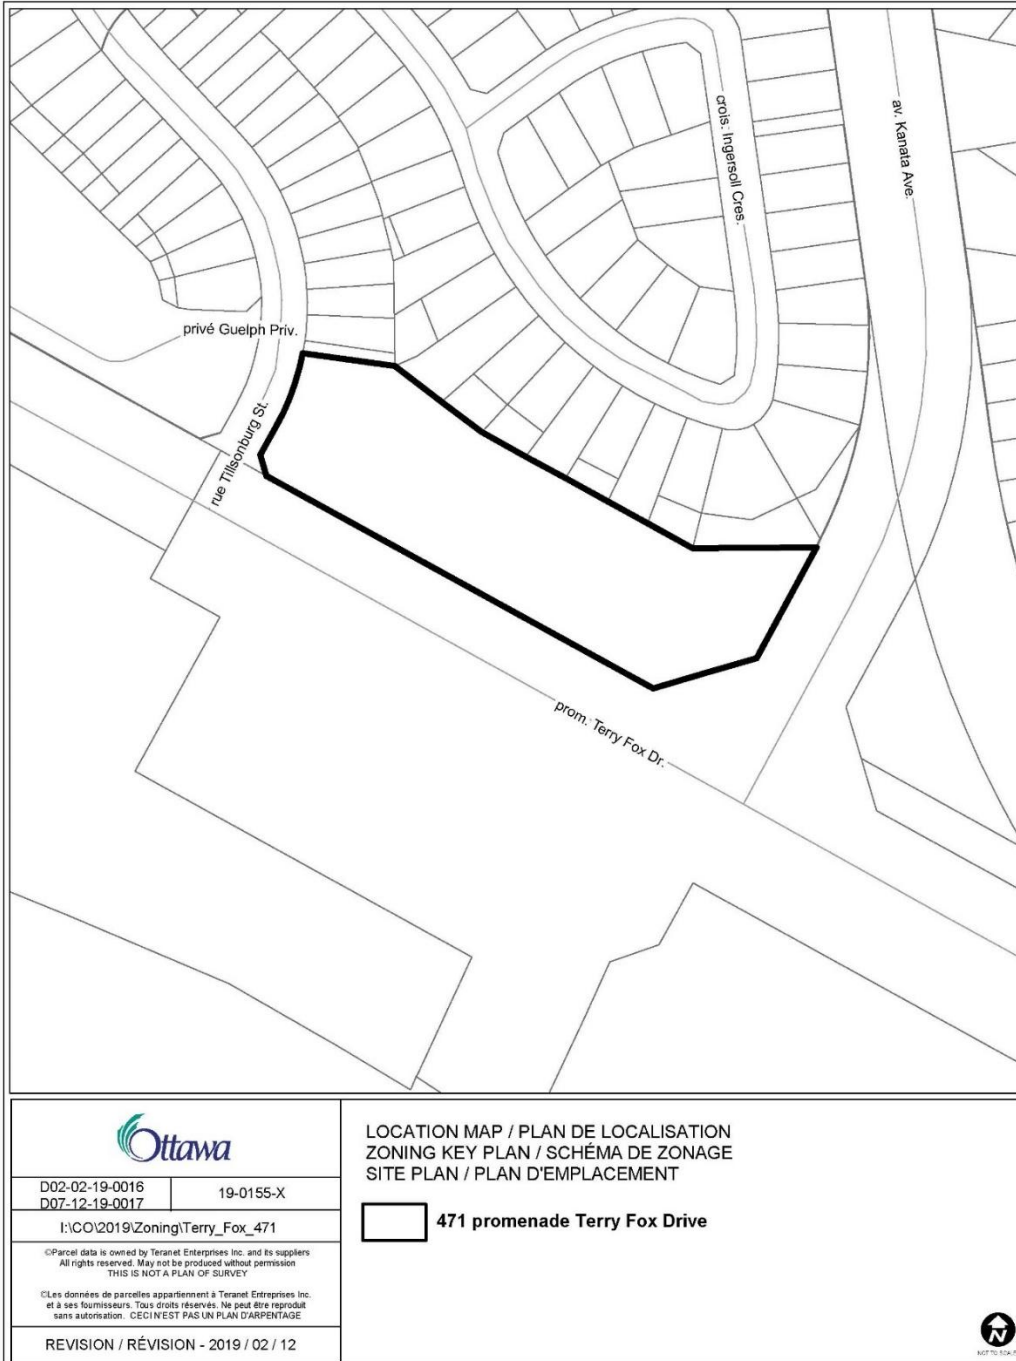 crois. Ingersoll Cres.
av. Kanata Ave.
privé Guelph Priv.
rue Tillsonburg St.
prom. Terry Fox Dr.
Ottawa
D02-02-19-0016
D07-12-19-0017
19-0155-X
I:\CO\2019\Zoning\Terry_Fox_471
©Parcel data is owned by Teranet Enterprises Inc. and its suppliers
All rights reserved. May not be produced without permission
THIS IS NOT A PLAN OF SURVEY
©Les données de parcelles appartiennent à Teranet Entreprises Inc.
et à ses fournisseurs. Tous droits réservés. Ne peut être reproduit
sans autorisation. CECI N'EST PAS UN PLAN D'ARPENTAGE
REVISION / RÉVISION - 2019 / 02 / 12
LOCATION MAP / PLAN DE LOCALISATION
ZONING KEY PLAN / SCHÉMA DE ZONAGE
SITE PLAN / PLAN D'EMPLACEMENT
471 promenade Terry Fox Drive
N
NOT TO SCALE